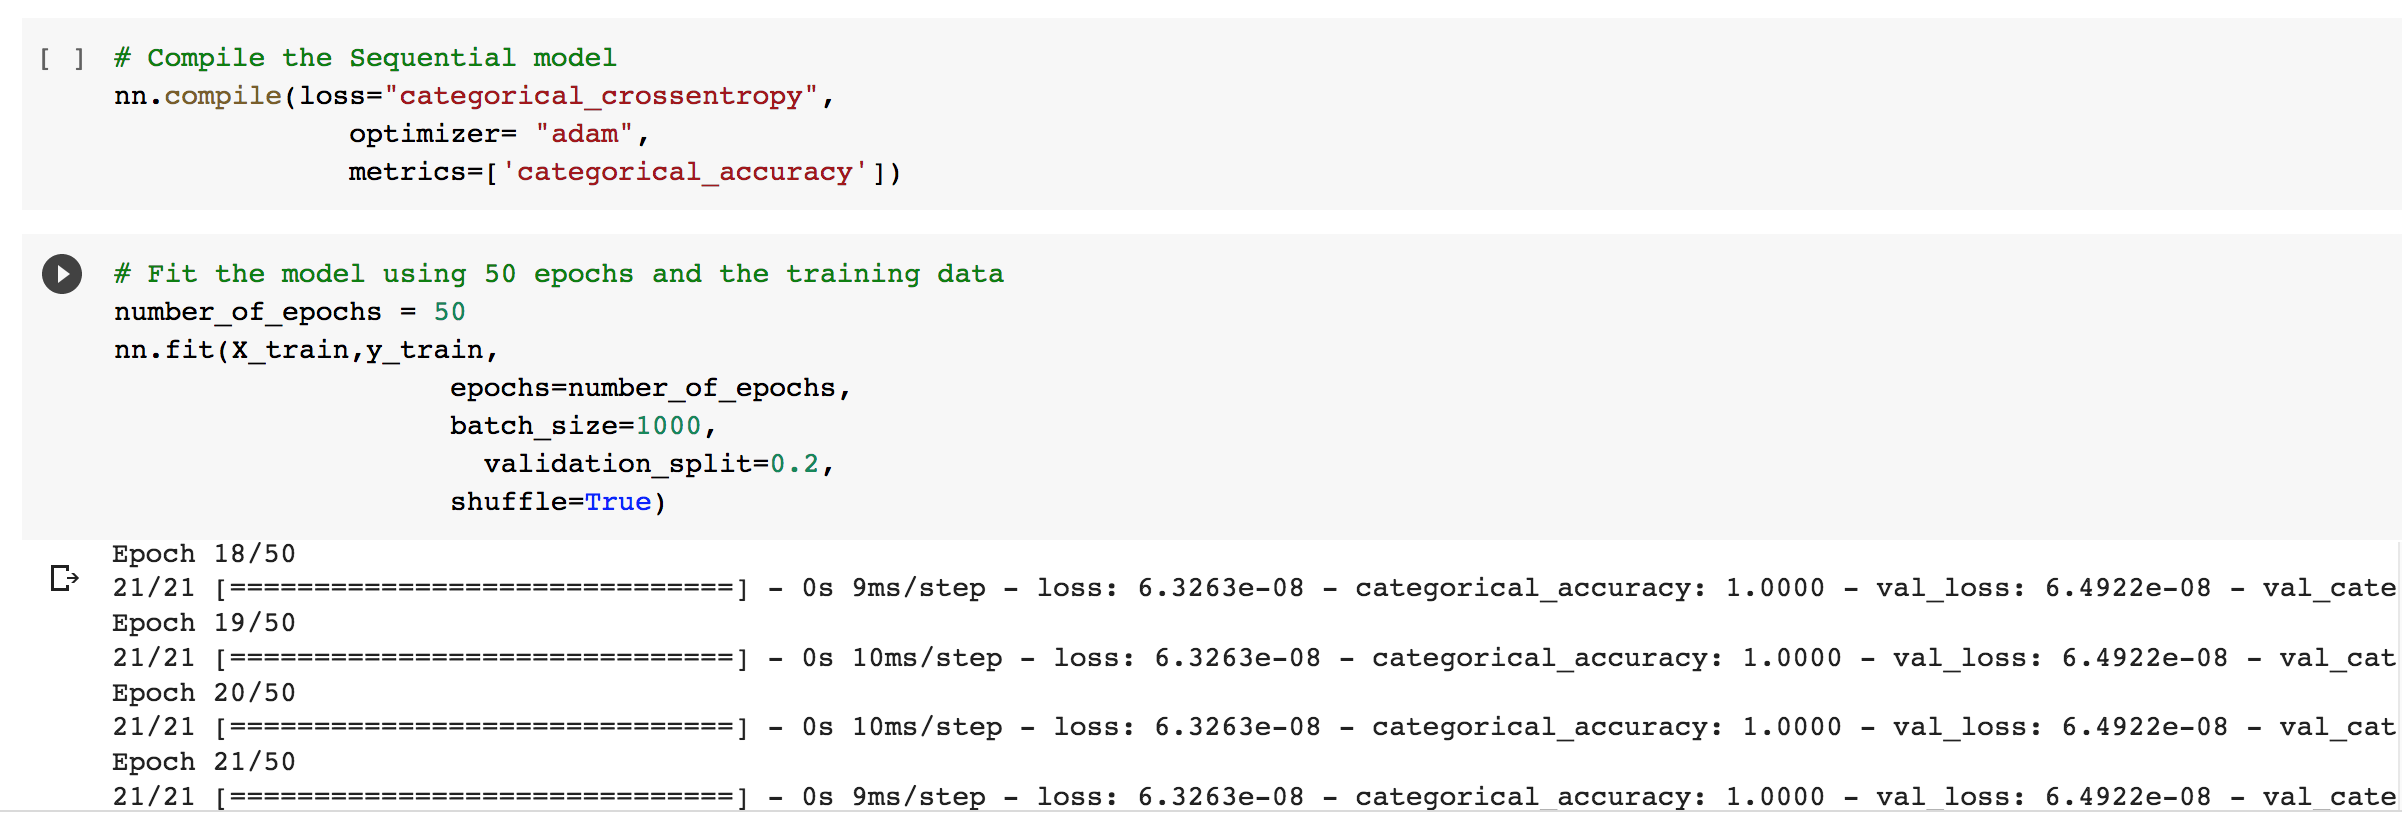 [ ] # Compile the Sequential model
nn.compile(loss="categorical_crossentropy",
optimizer= "adam",
metrics=['categorical_accuracy'])
# Fit the model using 50 epochs and the training data
number_of_epochs = 50
nn.fit(X_train,y_train,
epochs=number_of_epochs,
batch_size=1000,
validation_split=0.2,
shuffle=True)
Epoch 18/50
21/21 [==============================] - 0s 9ms/step - loss: 6.3263e-08 - categorical_accuracy: 1.0000 - val_loss: 6.4922e-08 - val_cate
Epoch 19/50
21/21 [==============================] - 0s 10ms/step - loss: 6.3263e-08 - categorical_accuracy: 1.0000 - val_loss: 6.4922e-08 - val_cat
Epoch 20/50
21/21 [==============================] - 0s 10ms/step - loss: 6.3263e-08 - categorical_accuracy: 1.0000 - val_loss: 6.4922e-08 - val_cat
Epoch 21/50
21/21 [==============================] - 0s 9ms/step - loss: 6.3263e-08 - categorical_accuracy: 1.0000 - val_loss: 6.4922e-08 - val_cate